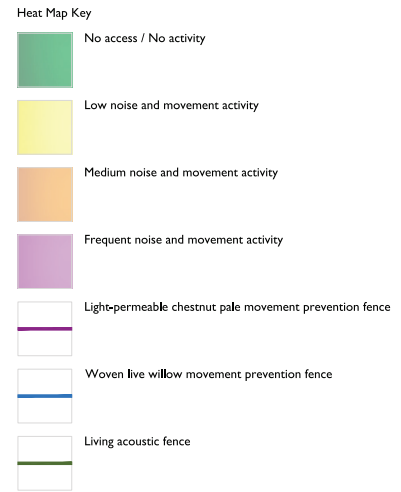 Heat Map Key
No access / No activity
Low noise and movement activity
Medium noise and movement activity
Frequent noise and movement activity
Light-permeable chestnut pale movement prevention fence
Woven live willow movement prevention fence
Living acoustic fence